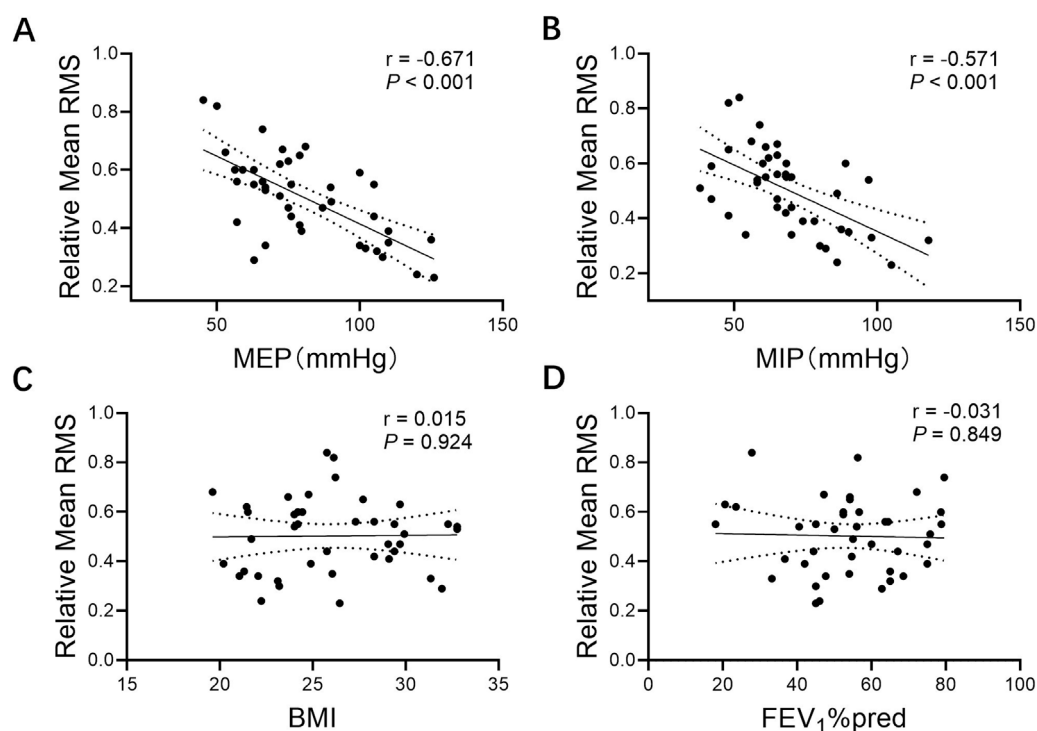 A
r = -0.671
P < 0.001
Relative Mean RMS
1.0
0.8
0.6
0.4
0.2
50
100
150
MEP(mmHg)
B
r = -0.571
P < 0.001
Relative Mean RMS
1.0
0.8
0.6
0.4
0.2
50
100
150
MIP(mmHg)
C
r = 0.015
P = 0.924
Relative Mean RMS
1.0
0.8
0.6
0.4
0.2
0.0
15
20
25
30
35
BMI
D
r = -0.031
P = 0.849
Relative Mean RMS
1.0
0.8
0.6
0.4
0.2
0.0
0
20
40
60
80
100
FEV₁%pred